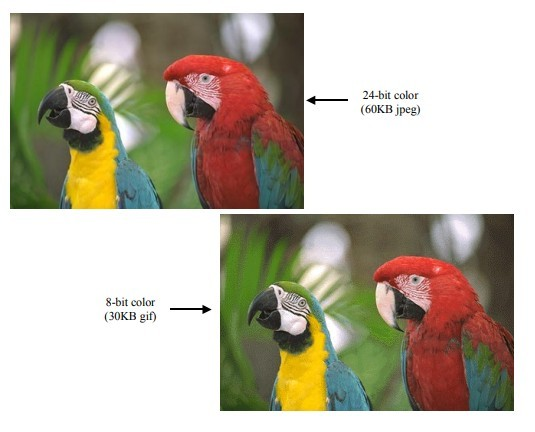 24-bit color
(60KB jpeg)
8-bit color
(30KB gif)